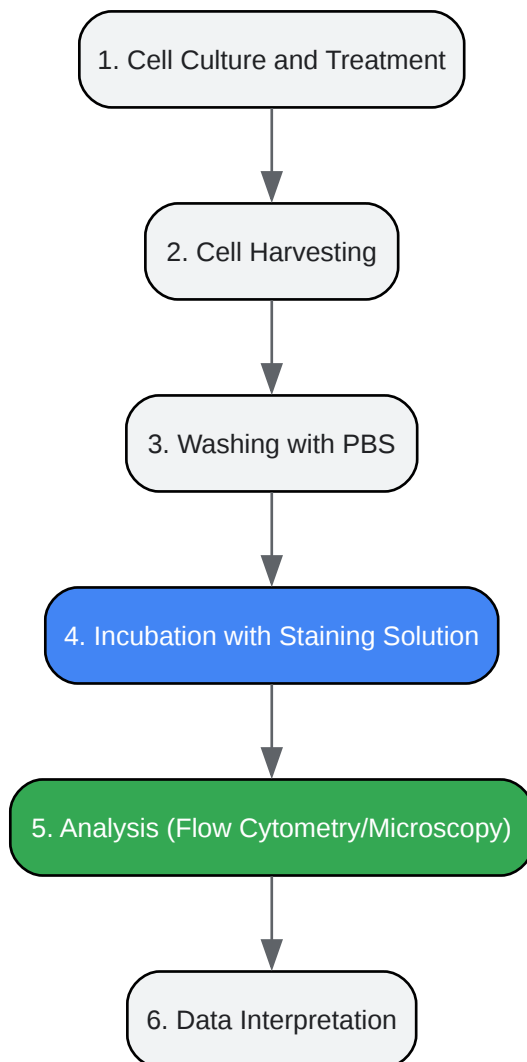 1. Cell Culture and Treatment
2. Cell Harvesting
3. Washing with PBS
4. Incubation with Staining Solution
5. Analysis (Flow Cytometry/Microscopy)
6. Data Interpretation